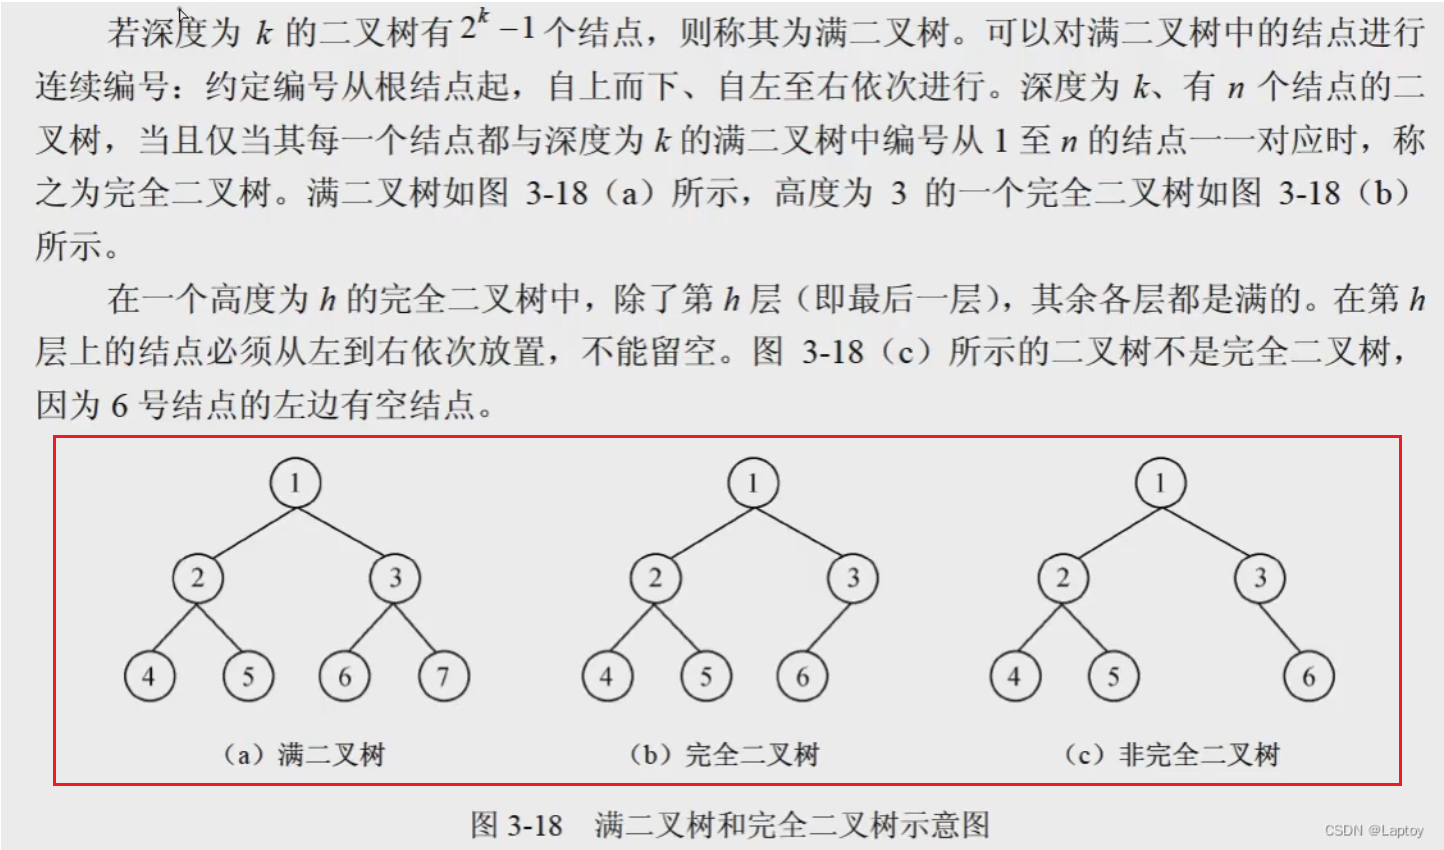 若深度为 k 的二叉树有 2^k −1 个结点，则称其为满二叉树。可以对满二叉树中的结点进行
连续编号：约定编号从根结点起，自上而下、自左至右依次进行。深度为 k、有 n 个结点的二
叉树，当且仅当其每一个结点都与深度为 k 的满二叉树中编号从 1 至 n 的结点一一对应时，称
之为完全二叉树。满二叉树如图 3-18（a）所示，高度为 3 的一个完全二叉树如图 3-18（b）
所示。
在一个高度为 h 的完全二叉树中，除了第 h 层（即最后一层），其余各层都是满的。在第 h
层上的结点必须从左到右依次放置，不能留空。图 3-18（c）所示的二叉树不是完全二叉树，
因为 6 号结点的左边有空结点。
1
2 3
4 5 6 7
（a）满二叉树
1
2 3
4 5 6
（b）完全二叉树
1
2 3
4 5 6
（c）非完全二叉树
图 3-18 满二叉树和完全二叉树示意图
CSDN @Laptoy